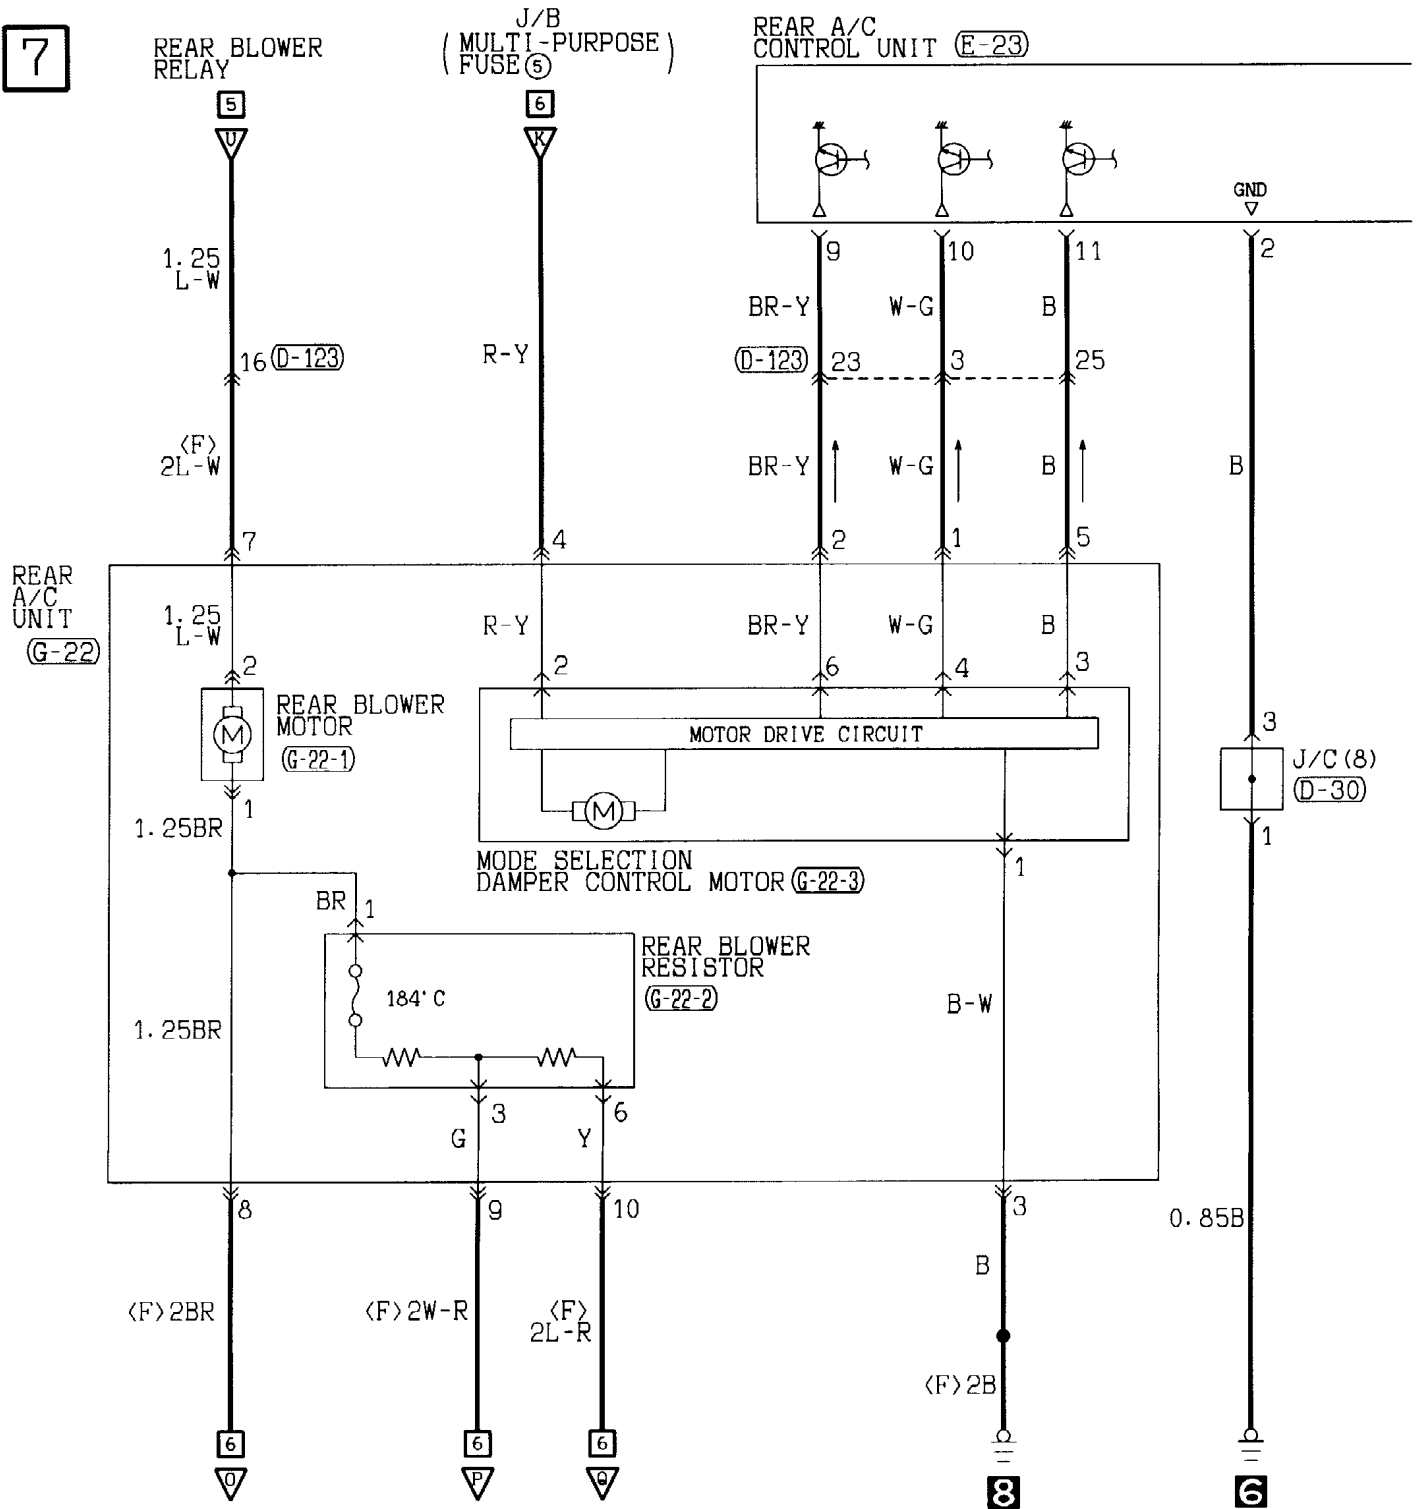 7
REAR BLOWER
RELAY
5
U
J/B
(MULTI-PURPOSE
FUSE⑤)
6
K
REAR A/C
CONTROL UNIT (E-23)
GND
9
10
11
2
1.25
L-W
BR-Y
W-G
B
16 (D-123)
R-Y
(D-123) 23
3
25
〈F〉
2L-W
BR-Y
W-G
B
B
7
4
2
1
5
REAR
A/C
UNIT
(G-22)
1.25
L-W
R-Y
BR-Y
W-G
B
2
2
6
4
3
REAR BLOWER
MOTOR
(G-22-1)
M
MOTOR DRIVE CIRCUIT
3
J/C(8)
(D-30)
1
1
1.25BR
M
MODE SELECTION
DAMPER CONTROL MOTOR (G-22-3)
1
BR
1
REAR BLOWER
RESISTOR
(G-22-2)
184°C
1.25BR
B-W
3
6
G
Y
8
9
10
3
0.85B
B
〈F〉2BR
〈F〉2W-R
〈F〉
2L-R
〈F〉2B
6
O
6
P
6
Q
8
6